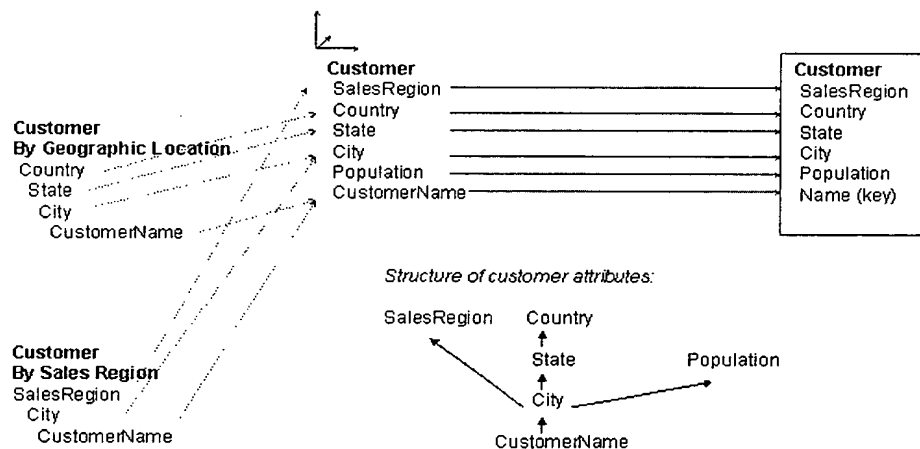 Customer
By Geographic Location
Country
State
City
CustomerName
Customer
By Sales Region
SalesRegion
City
CustomerName
Customer
SalesRegion
Country
State
City
Population
CustomerName
Customer
SalesRegion
Country
State
City
Population
Name (key)
Structure of customer attributes:
SalesRegion
Country
State
Population
City
CustomerName